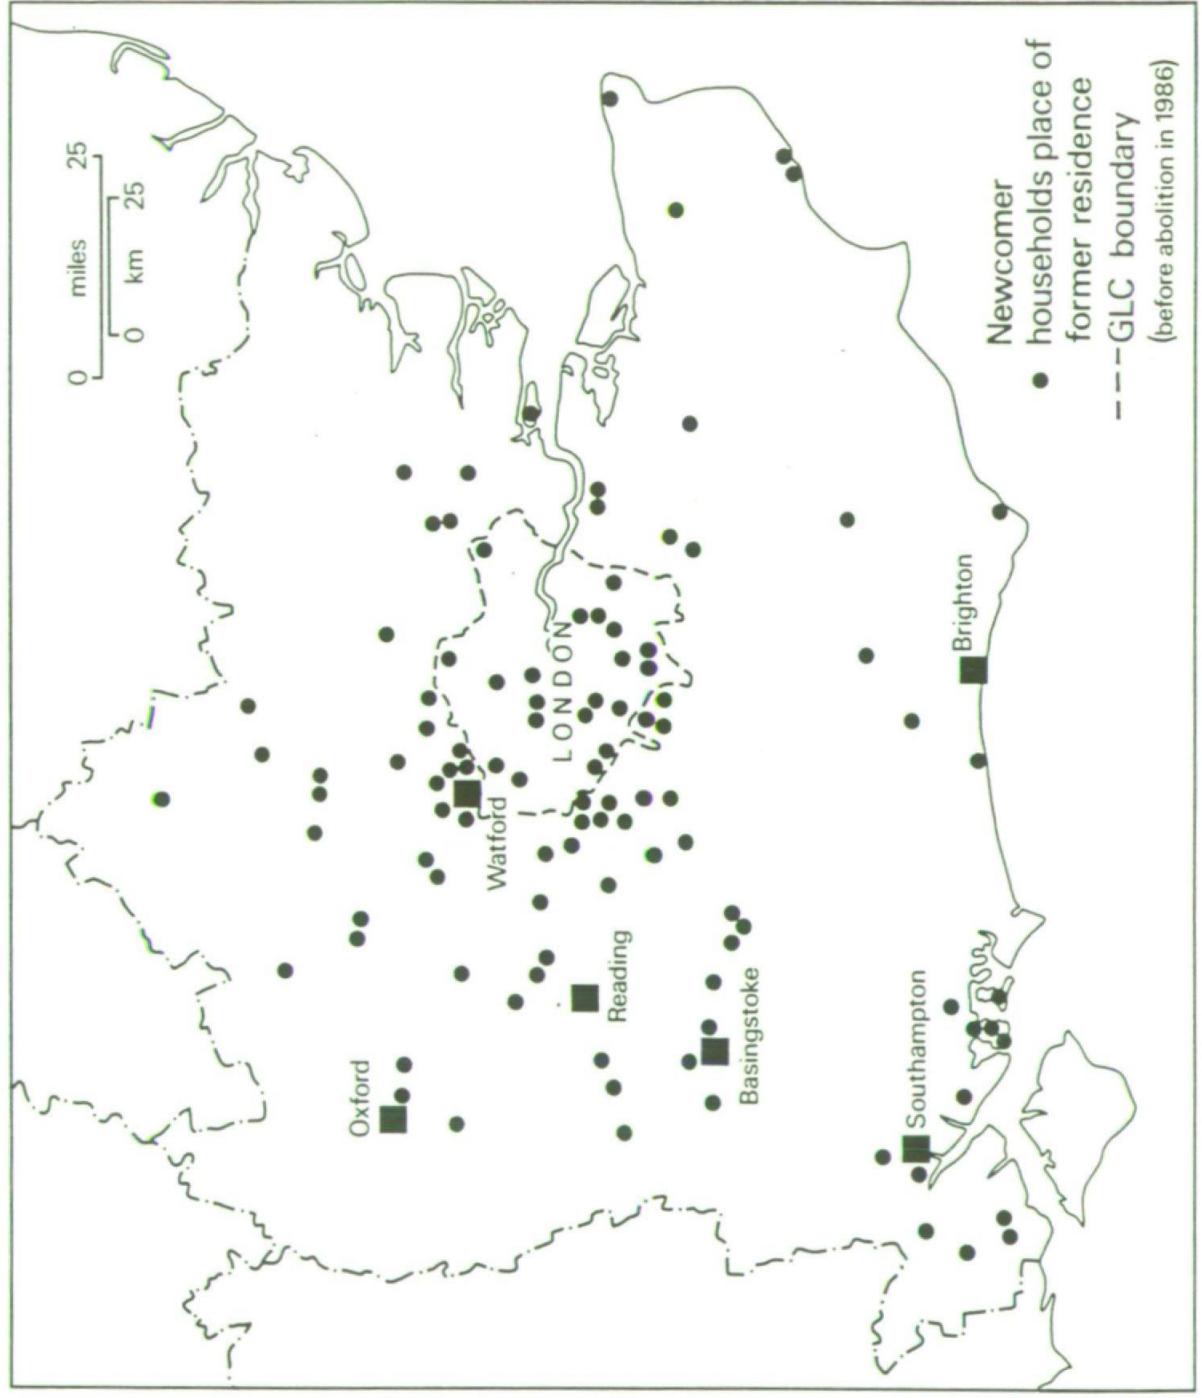 0 25
miles
0 25
km
Oxford
Watford
LONDON
Reading
Basingstoke
Southampton
Brighton
Newcomer
households place of
former residence
GLC boundary
(before abolition in 1986)